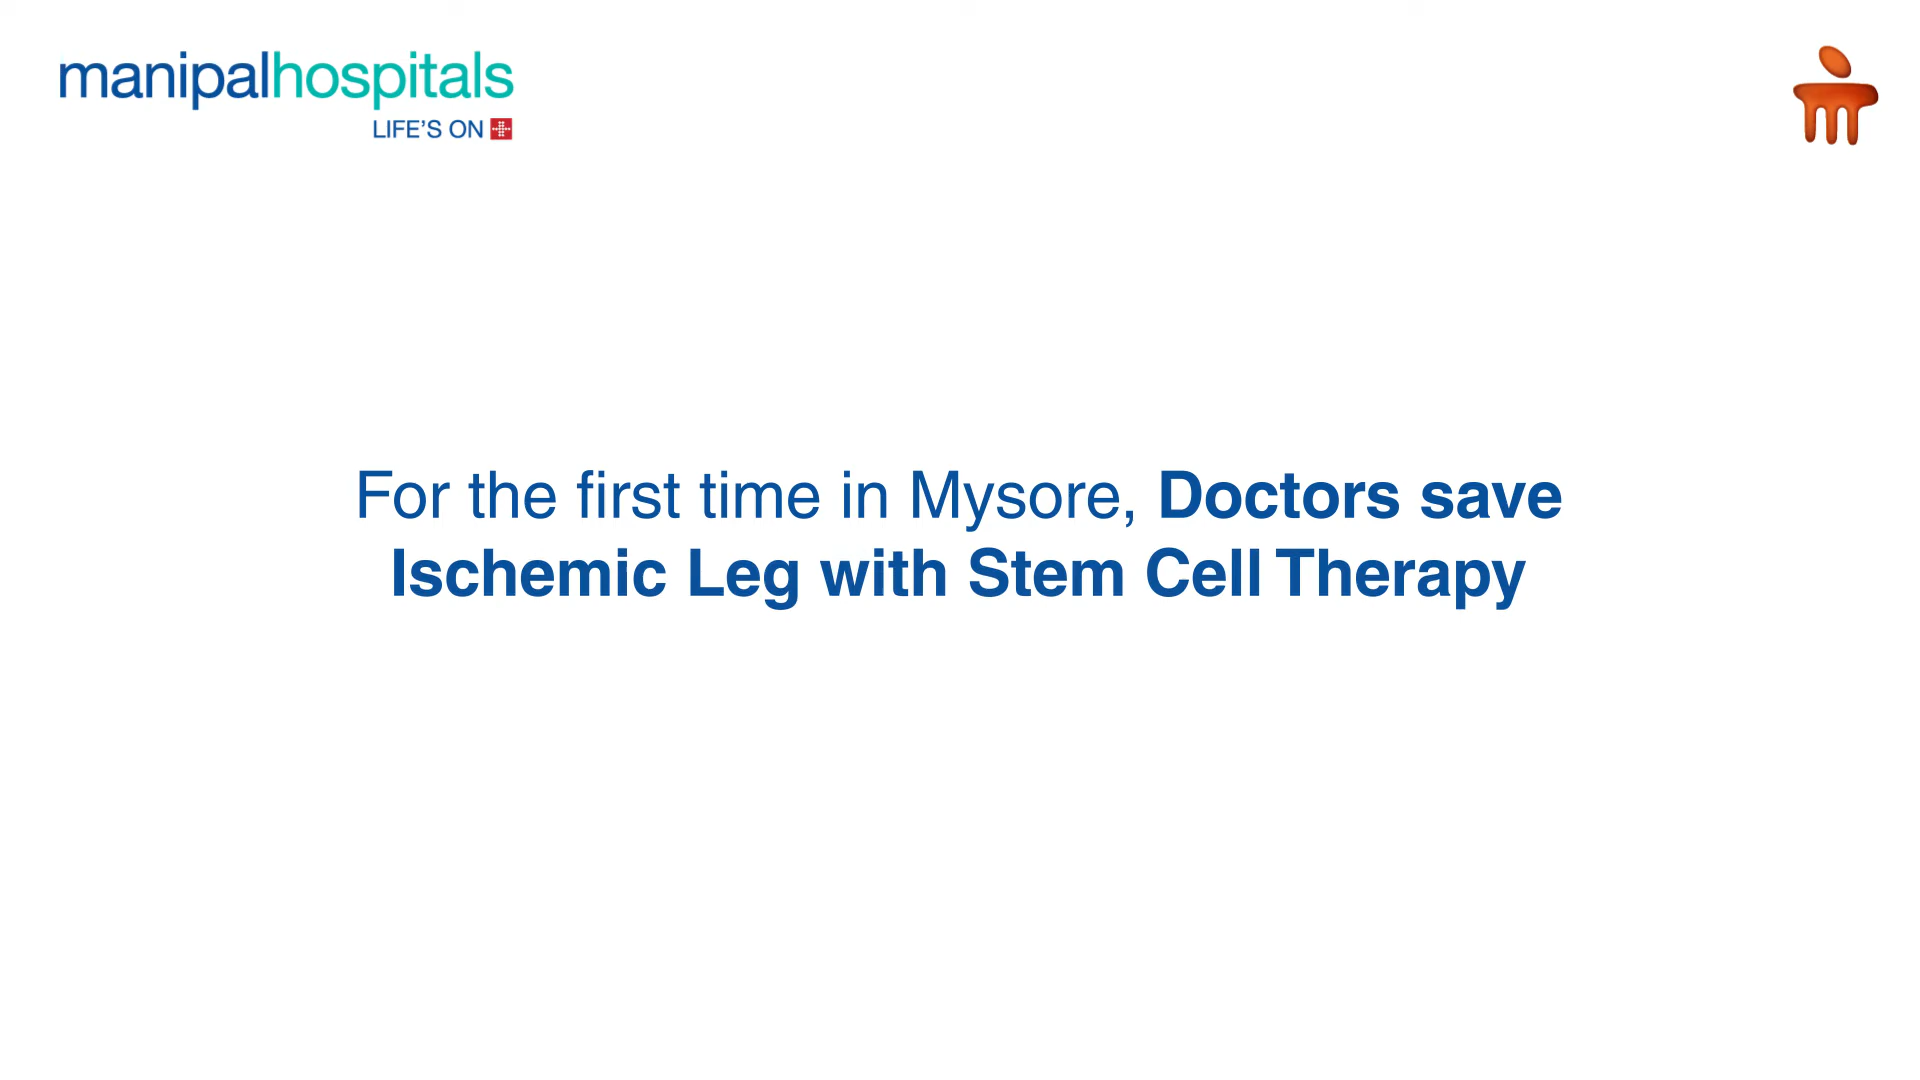 manipalhospitals
LIFE'S ON
For the first time in Mysore, Doctors save
Ischemic Leg with Stem Cell Therapy